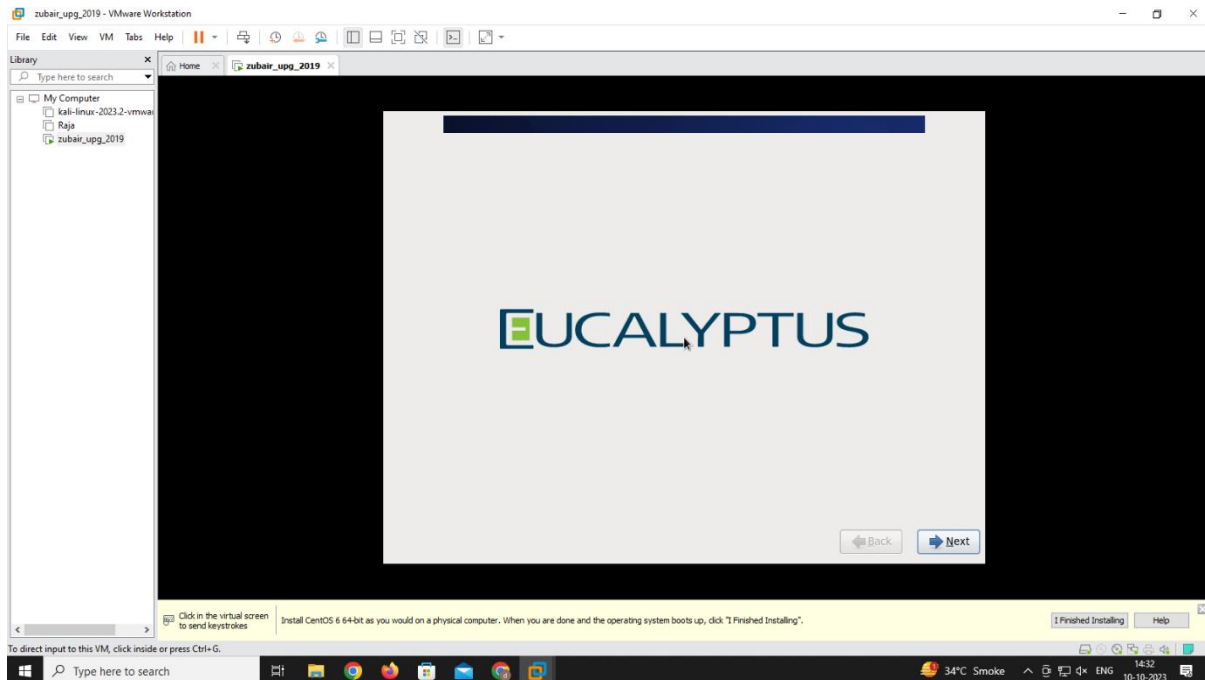 zubair_upg_2019 - VMware Workstation
File Edit View VM Tabs Help
Library
Type here to search
Home
zubair_upg_2019
My Computer
kali-linux-2023.2-vmwar
Raja
zubair_upg_2019
EUCALYPTUS
Back
Next
Click in the virtual screen
to send keystrokes
Install CentOS 6 64-bit as you would on a physical computer. When you are done and the operating system boots up, click "I Finished Installing".
I Finished Installing
Help
To direct input to this VM, click inside or press Ctrl+G.
Type here to search
34°C Smoke
ENG
14:32
10-10-2023